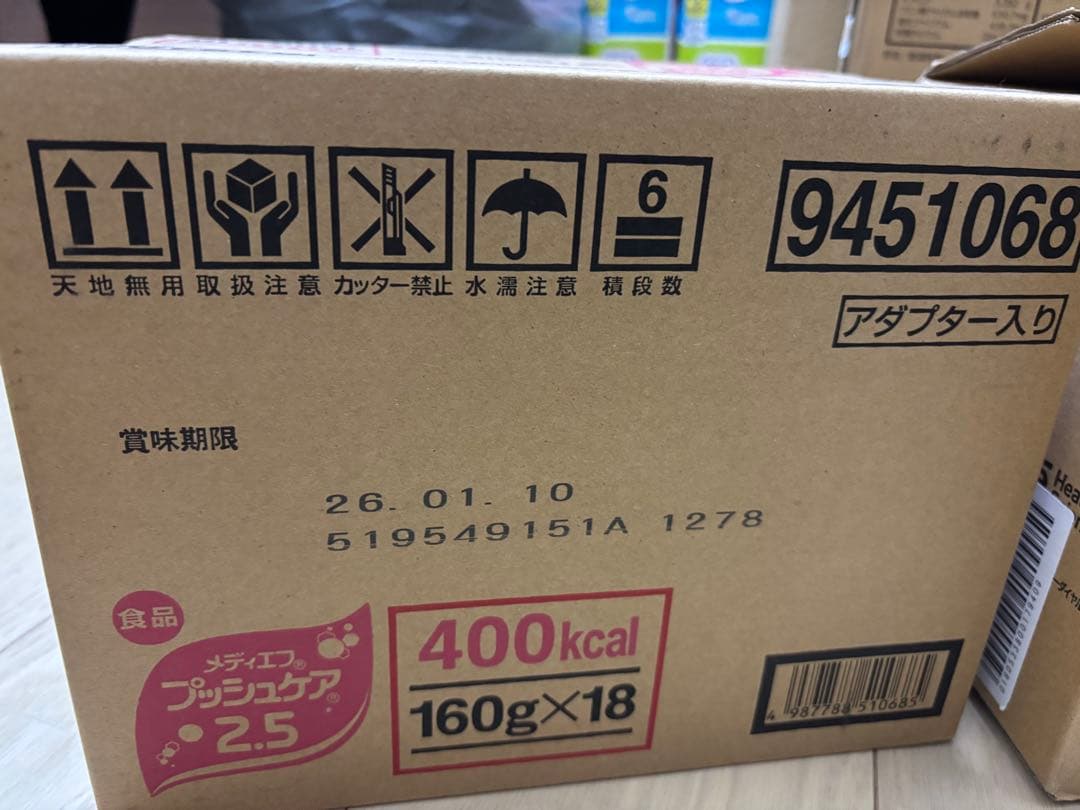 6
天地無用 取扱注意 カッター禁止 水濡注意 積段数
9451068
アダプター入り
賞味期限
26.01.10
519549151A 1278
食品
メディエフ®
プッシュケア®
2.5
400kcal
160g×18
4 987788 510685